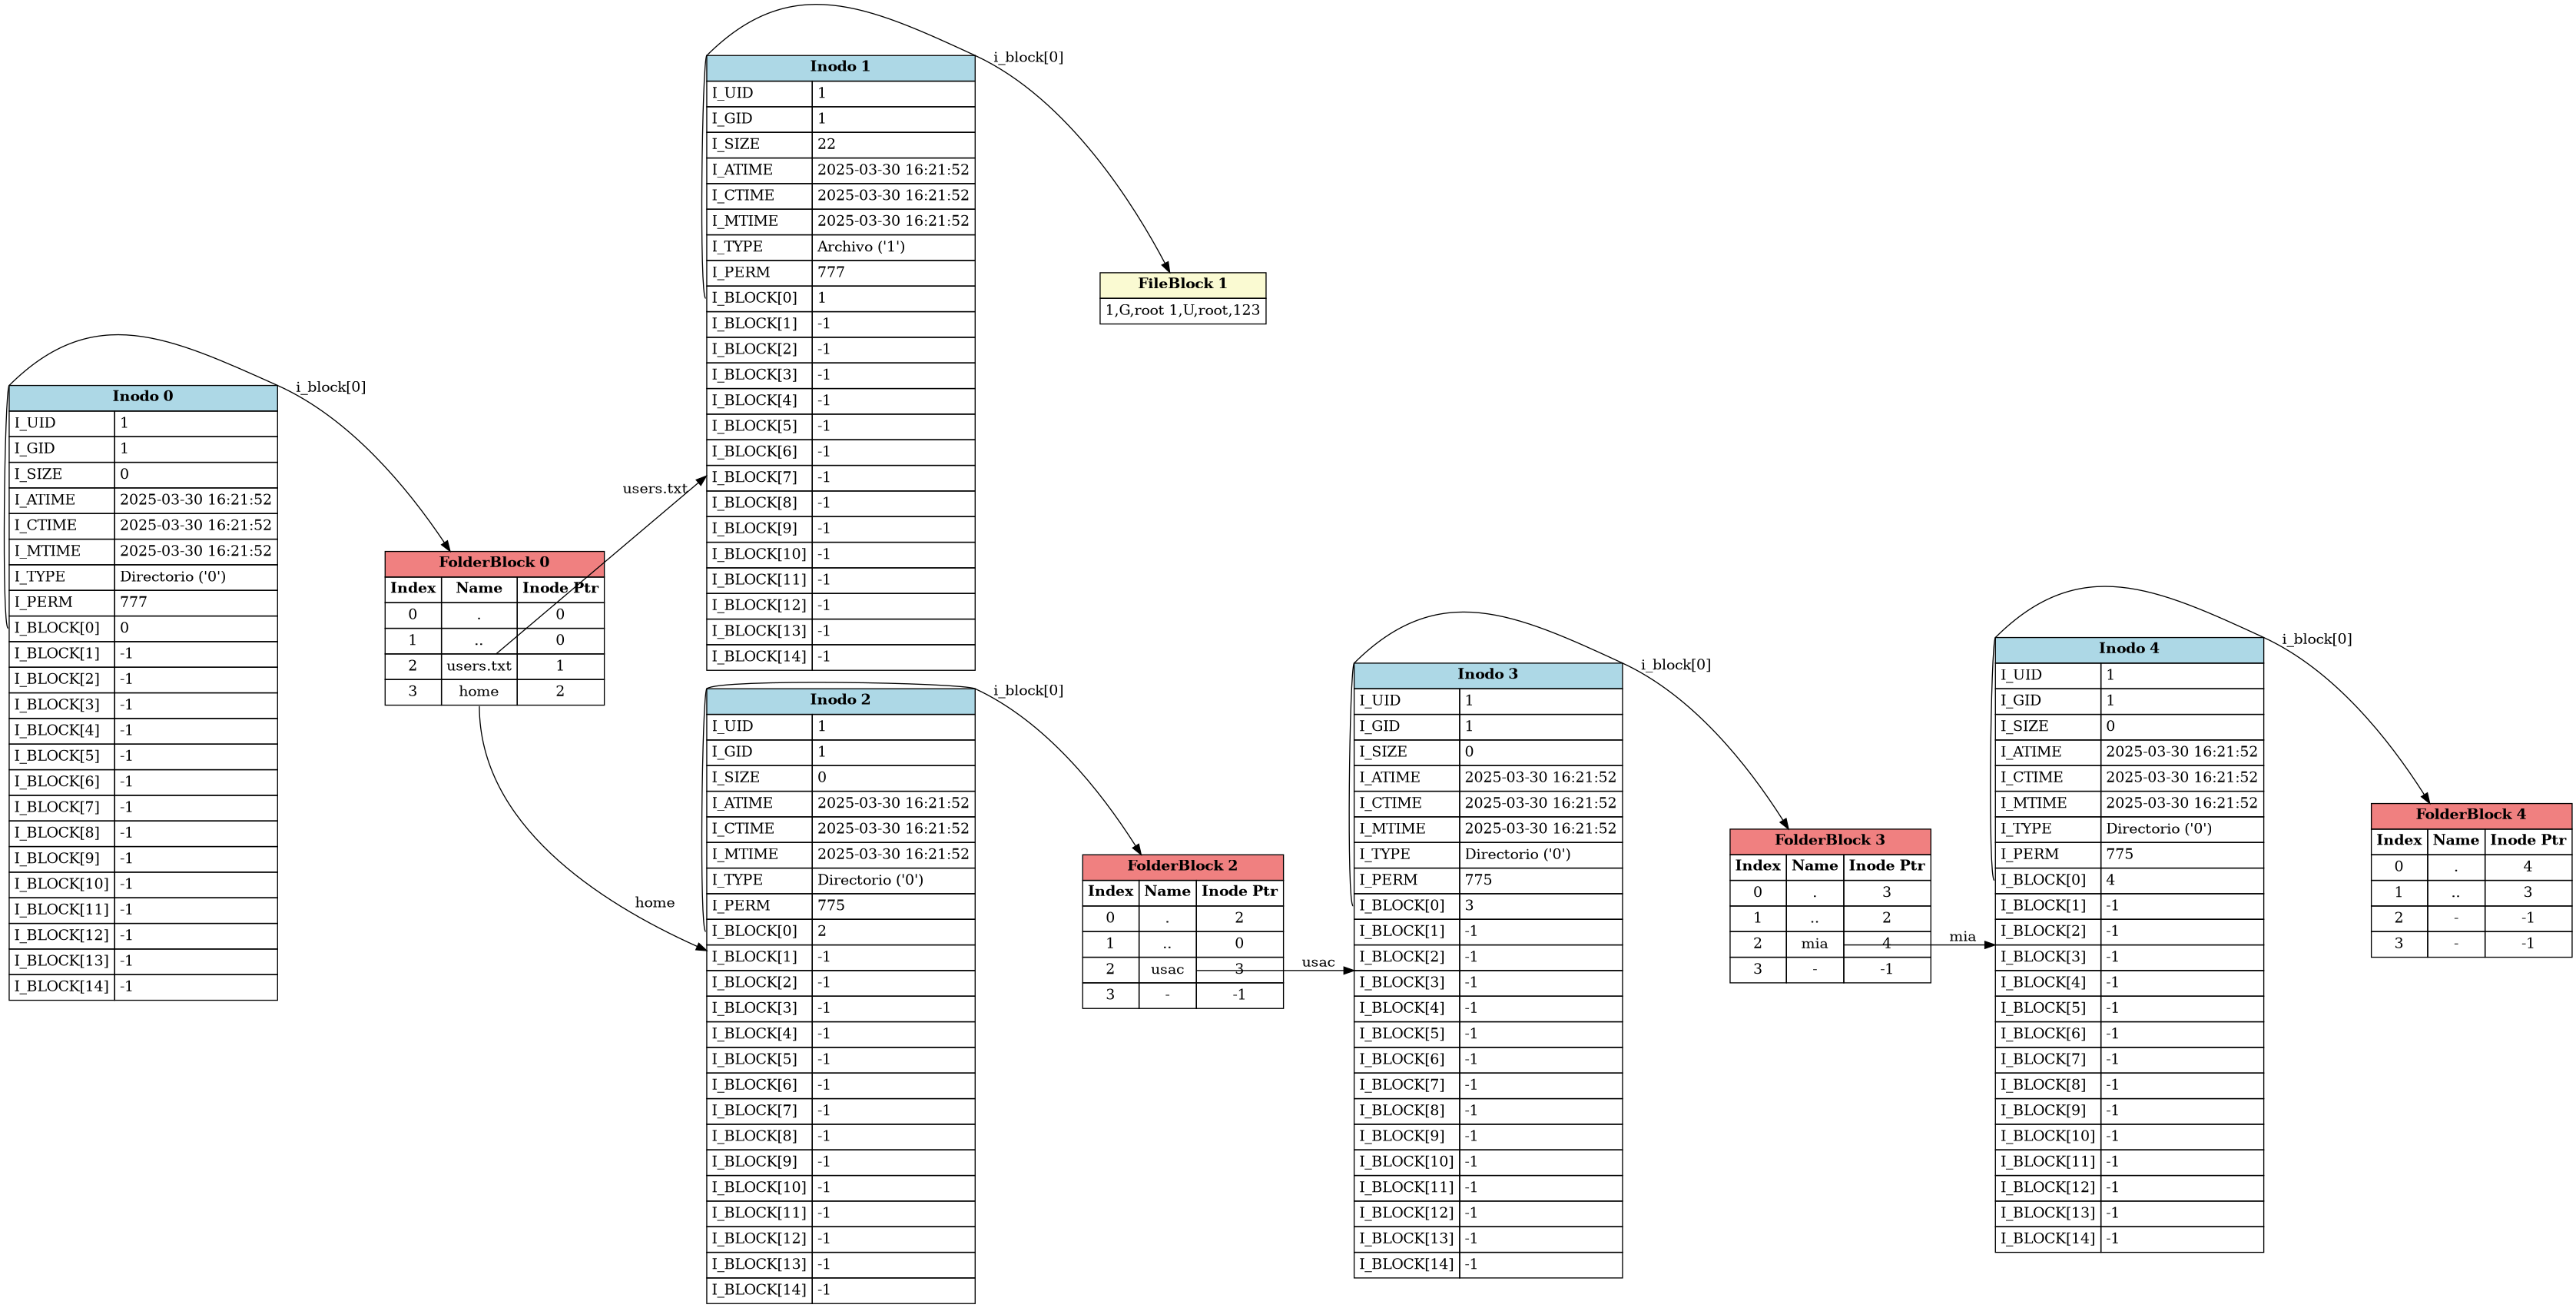 Inodo 0
I_UID 1
I_GID 1
I_SIZE 0
I_ATIME 2025-03-30 16:21:52
I_CTIME 2025-03-30 16:21:52
I_MTIME 2025-03-30 16:21:52
I_TYPE Directorio ('0')
I_PERM 777
I_BLOCK[0] 0
I_BLOCK[1] -1
I_BLOCK[2] -1
I_BLOCK[3] -1
I_BLOCK[4] -1
I_BLOCK[5] -1
I_BLOCK[6] -1
I_BLOCK[7] -1
I_BLOCK[8] -1
I_BLOCK[9] -1
I_BLOCK[10] -1
I_BLOCK[11] -1
I_BLOCK[12] -1
I_BLOCK[13] -1
I_BLOCK[14] -1
i_block[0]
FolderBlock 0
Index Name Inode Ptr
0 . 0
1 .. 0
2 users.txt 1
3 home 2
users.txt
home
Inodo 1
I_UID 1
I_GID 1
I_SIZE 22
I_ATIME 2025-03-30 16:21:52
I_CTIME 2025-03-30 16:21:52
I_MTIME 2025-03-30 16:21:52
I_TYPE Archivo ('1')
I_PERM 777
I_BLOCK[0] 1
I_BLOCK[1] -1
I_BLOCK[2] -1
I_BLOCK[3] -1
I_BLOCK[4] -1
I_BLOCK[5] -1
I_BLOCK[6] -1
I_BLOCK[7] -1
I_BLOCK[8] -1
I_BLOCK[9] -1
I_BLOCK[10] -1
I_BLOCK[11] -1
I_BLOCK[12] -1
I_BLOCK[13] -1
I_BLOCK[14] -1
i_block[0]
FileBlock 1
1,G,root 1,U,root,123
Inodo 2
I_UID 1
I_GID 1
I_SIZE 0
I_ATIME 2025-03-30 16:21:52
I_CTIME 2025-03-30 16:21:52
I_MTIME 2025-03-30 16:21:52
I_TYPE Directorio ('0')
I_PERM 775
I_BLOCK[0] 2
I_BLOCK[1] -1
I_BLOCK[2] -1
I_BLOCK[3] -1
I_BLOCK[4] -1
I_BLOCK[5] -1
I_BLOCK[6] -1
I_BLOCK[7] -1
I_BLOCK[8] -1
I_BLOCK[9] -1
I_BLOCK[10] -1
I_BLOCK[11] -1
I_BLOCK[12] -1
I_BLOCK[13] -1
I_BLOCK[14] -1
i_block[0]
FolderBlock 2
Index Name Inode Ptr
0 . 2
1 .. 0
2 usac 3
3 - -1
usac
Inodo 3
I_UID 1
I_GID 1
I_SIZE 0
I_ATIME 2025-03-30 16:21:52
I_CTIME 2025-03-30 16:21:52
I_MTIME 2025-03-30 16:21:52
I_TYPE Directorio ('0')
I_PERM 775
I_BLOCK[0] 3
I_BLOCK[1] -1
I_BLOCK[2] -1
I_BLOCK[3] -1
I_BLOCK[4] -1
I_BLOCK[5] -1
I_BLOCK[6] -1
I_BLOCK[7] -1
I_BLOCK[8] -1
I_BLOCK[9] -1
I_BLOCK[10] -1
I_BLOCK[11] -1
I_BLOCK[12] -1
I_BLOCK[13] -1
I_BLOCK[14] -1
i_block[0]
FolderBlock 3
Index Name Inode Ptr
0 . 3
1 .. 2
2 mia 4
3 - -1
mia
Inodo 4
I_UID 1
I_GID 1
I_SIZE 0
I_ATIME 2025-03-30 16:21:52
I_CTIME 2025-03-30 16:21:52
I_MTIME 2025-03-30 16:21:52
I_TYPE Directorio ('0')
I_PERM 775
I_BLOCK[0] 4
I_BLOCK[1] -1
I_BLOCK[2] -1
I_BLOCK[3] -1
I_BLOCK[4] -1
I_BLOCK[5] -1
I_BLOCK[6] -1
I_BLOCK[7] -1
I_BLOCK[8] -1
I_BLOCK[9] -1
I_BLOCK[10] -1
I_BLOCK[11] -1
I_BLOCK[12] -1
I_BLOCK[13] -1
I_BLOCK[14] -1
i_block[0]
FolderBlock 4
Index Name Inode Ptr
0 . 4
1 .. 3
2 - -1
3 - -1